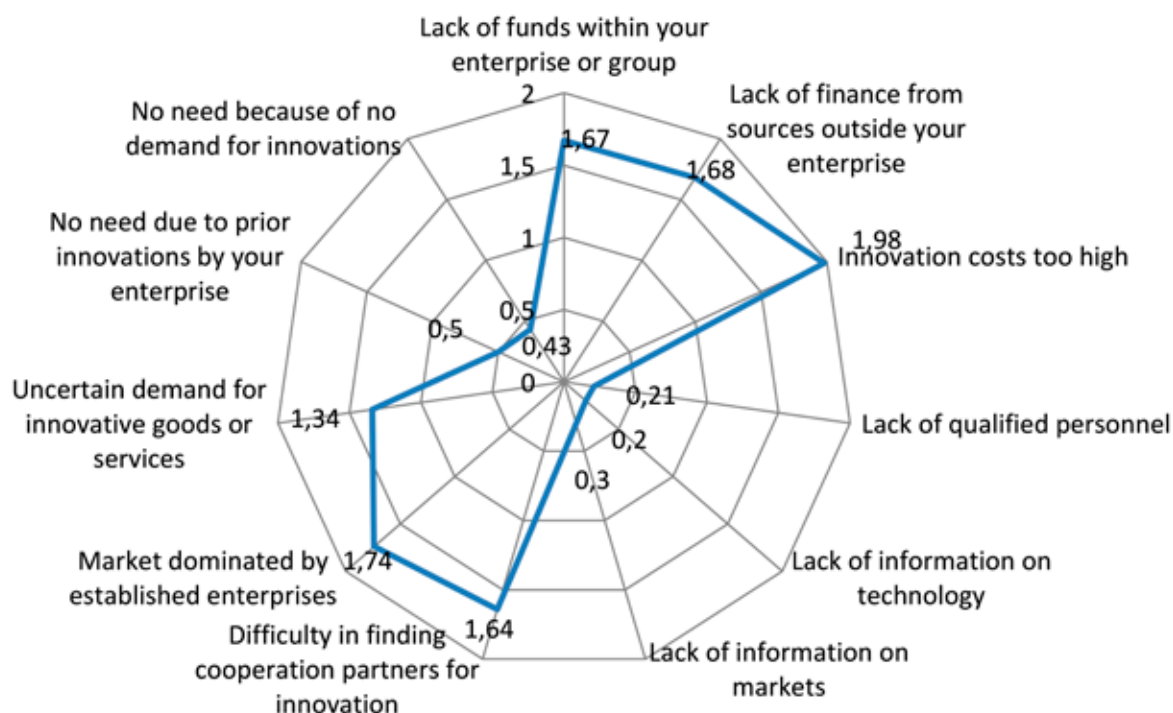 Lack of funds within your
enterprise or group
2
1,67
1,5
1
0,5
0
Lack of finance from
sources outside your
enterprise
1,68
1,98
Innovation costs too high
0,21
Lack of qualified personnel
0,2
Lack of information on
technology
0,3
Lack of information on
markets
1,64
Difficulty in finding
cooperation partners for
innovation
1,74
Market dominated by
established enterprises
1,34
Uncertain demand for
innovative goods or
services
0,5
No need due to prior
innovations by your
enterprise
0,43
No need because of no
demand for innovations